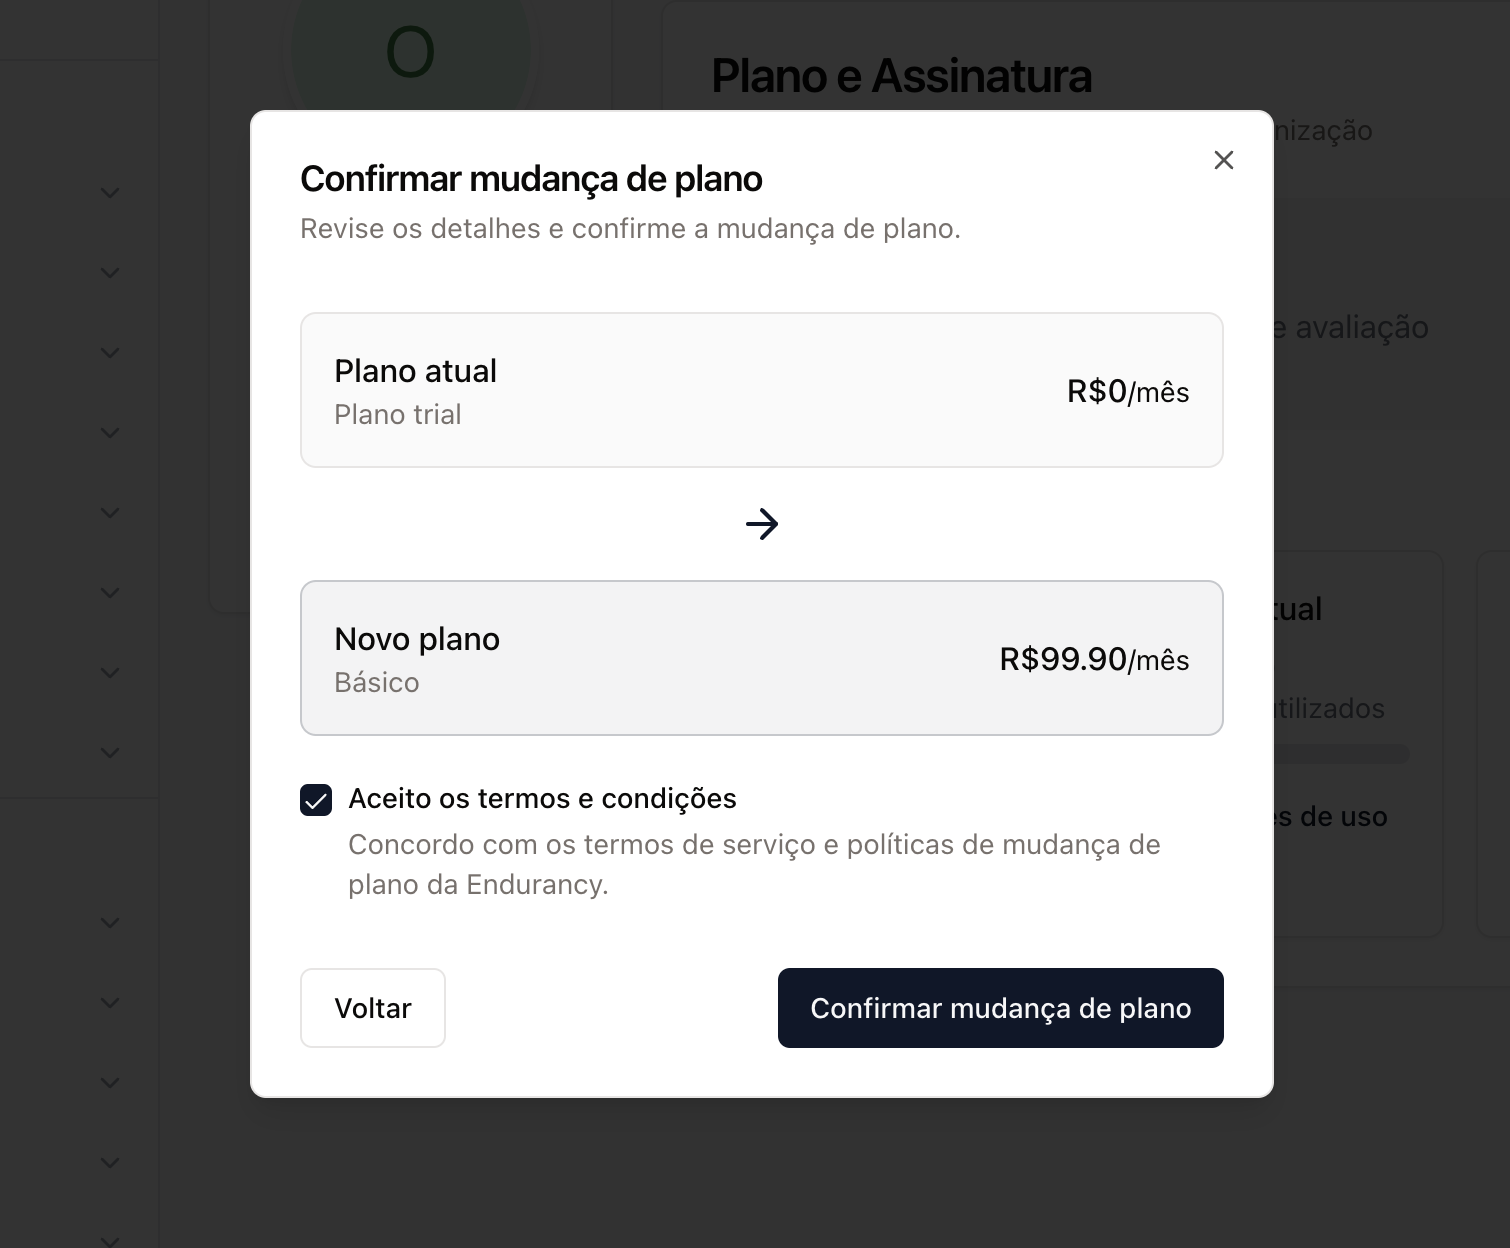 O
Plano e Assinatura
nização
Confirmar mudança de plano
Revise os detalhes e confirme a mudança de plano.
e avaliação
Plano atual
Plano trial
R$0/mês
Novo plano
Básico
R$99.90/mês
tual
utilizados
s de uso
Aceito os termos e condições
Concordo com os termos de serviço e políticas de mudança de
plano da Endurancy.
Voltar
Confirmar mudança de plano